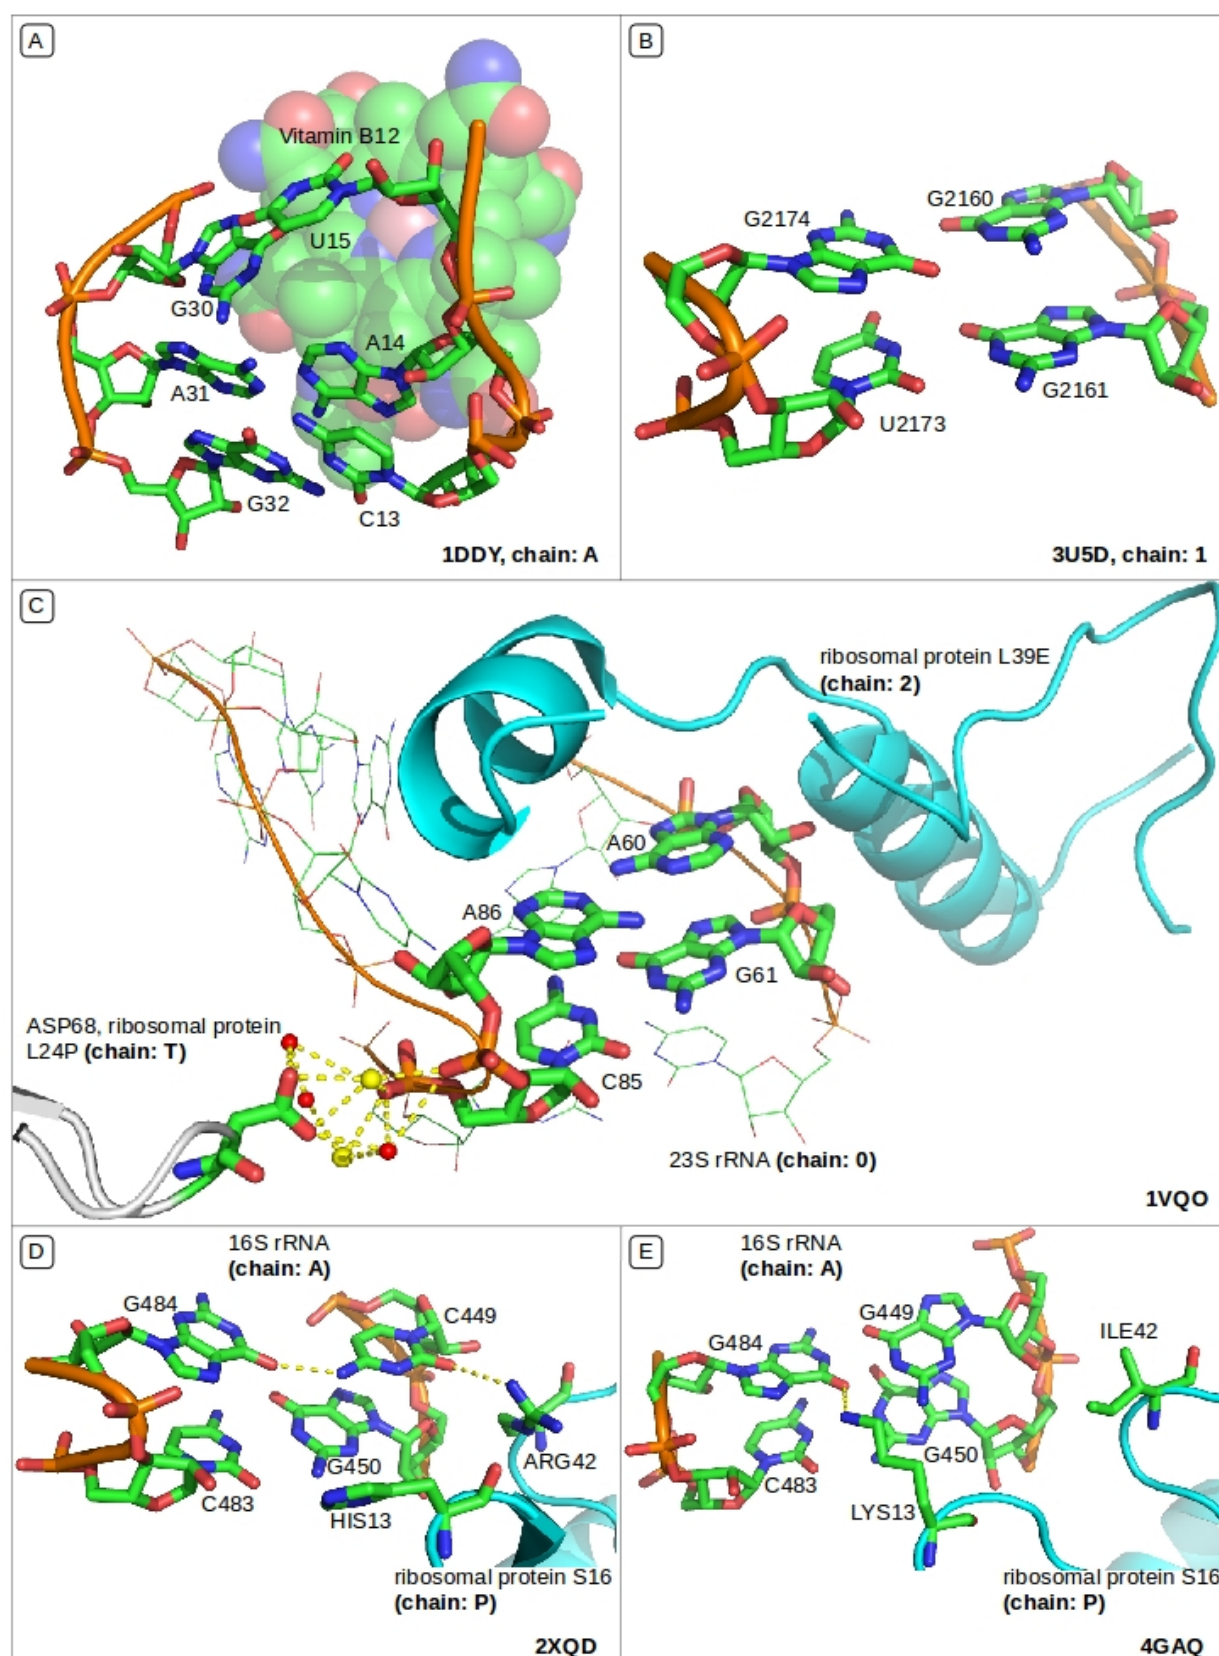 A
Vitamin B12
U15
G30
A14
A31
G32
C13
1DDY, chain: A
B
G2160
G2174
G2161
U2173
3U5D, chain: 1
C
ribosomal protein L39E
(chain: 2)
A60
A86
G61
ASP68, ribosomal protein
L24P (chain: T)
C85
23S rRNA (chain: 0)
1VQO
D
16S rRNA
(chain: A)
G484
C449
G450
ARG42
C483
HIS13
ribosomal protein S16
(chain: P)
2XQD
E
16S rRNA
(chain: A)
G449
G484
ILE42
G450
C483
LYS13
ribosomal protein S16
(chain: P)
4GAQ